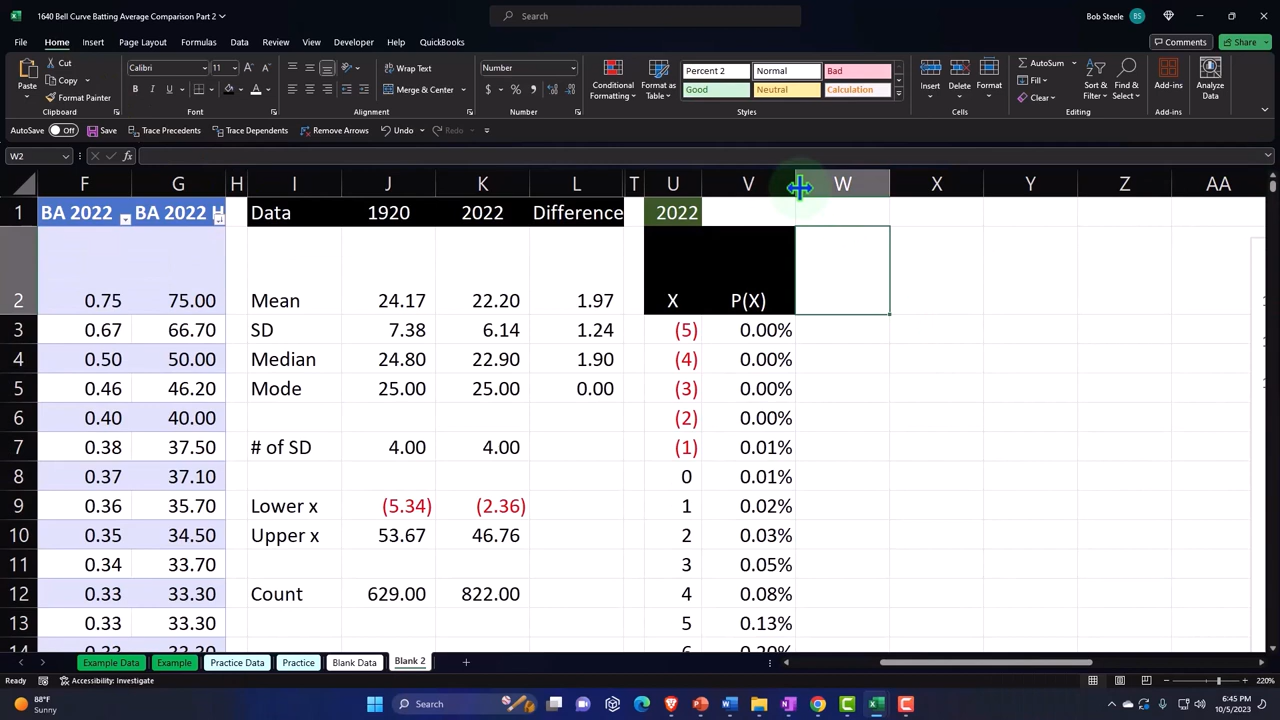 1640 Bell Curve Batting Average Comparison Part 2
Search
Bob Steele BS
File Home Insert Page Layout Formulas Data Review View Developer Help QuickBooks Comments Share
Paste Cut Copy Format Painter Clipboard
Calibri 11 B I U A Font
Wrap Text Merge & Center Alignment
Number $ % Number
Conditional Formatting Format as Table
Percent 2 Normal Bad
Good Neutral Calculation
Styles
Insert Delete Format Cells
AutoSum Fill Clear Sort & Filter Find & Select Editing
Add-ins Add-ins Analyze Data
AutoSave Off Save Trace Precedents Trace Dependents Remove Arrows Undo Redo
W2 fx
F G H I J K L T U V W X Y Z AA
1 BA 2022 BA 2022 H Data 1920 2022 Difference 2022
2 0.75 75.00 Mean 24.17 22.20 1.97 X P(X)
3 0.67 66.70 SD 7.38 6.14 1.24 (5) 0.00%
4 0.50 50.00 Median 24.80 22.90 1.90 (4) 0.00%
5 0.46 46.20 Mode 25.00 25.00 0.00 (3) 0.00%
6 0.40 40.00 (2) 0.00%
7 0.38 37.50 # of SD 4.00 4.00 (1) 0.01%
8 0.37 37.10 0 0.01%
9 0.36 35.70 Lower x (5.34) (2.36) 1 0.02%
10 0.35 34.50 Upper x 53.67 46.76 2 0.03%
11 0.34 33.70 3 0.05%
12 0.33 33.30 Count 629.00 822.00 4 0.08%
13 0.33 33.30 5 0.13%
14 0.33 33.30 6 0.20%
Example Data Example Practice Data Practice Blank Data Blank 2
Ready Accessibility: Investigate 220%
88°F Sunny Search 6:45 PM 10/5/2023